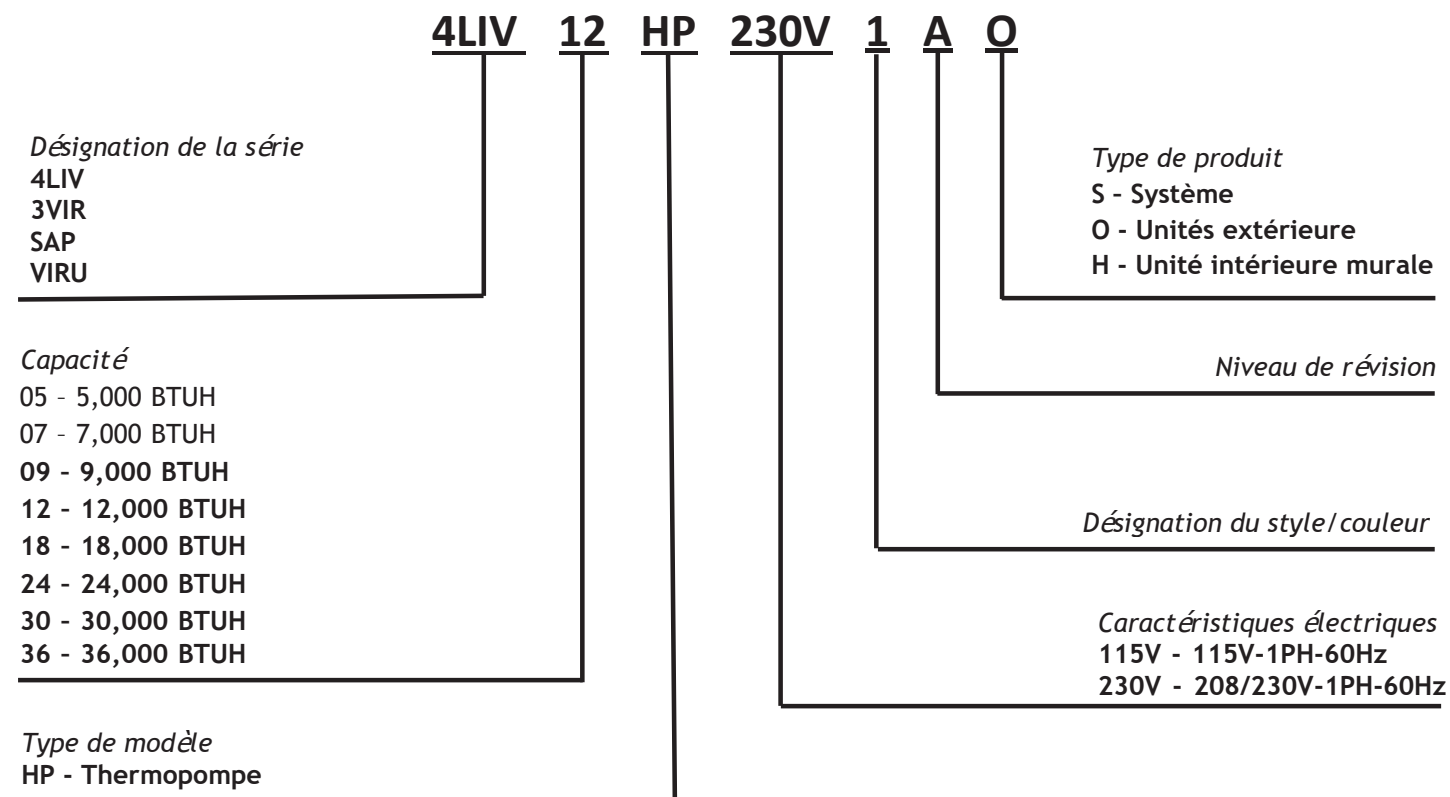 4LIV 12 HP 230V 1 A O
Désignation de la série
4LIV
3VIR
SAP
VIRU
Capacité
05 – 5,000 BTUH
07 – 7,000 BTUH
09 – 9,000 BTUH
12 – 12,000 BTUH
18 – 18,000 BTUH
24 – 24,000 BTUH
30 – 30,000 BTUH
36 – 36,000 BTUH
Type de modèle
HP - Thermopompe
Type de produit
S – Système
O - Unités extérieure
H - Unité intérieure murale
Niveau de révision
Désignation du style/couleur
Caractéristiques électriques
115V - 115V-1PH-60Hz
230V - 208/230V-1PH-60Hz